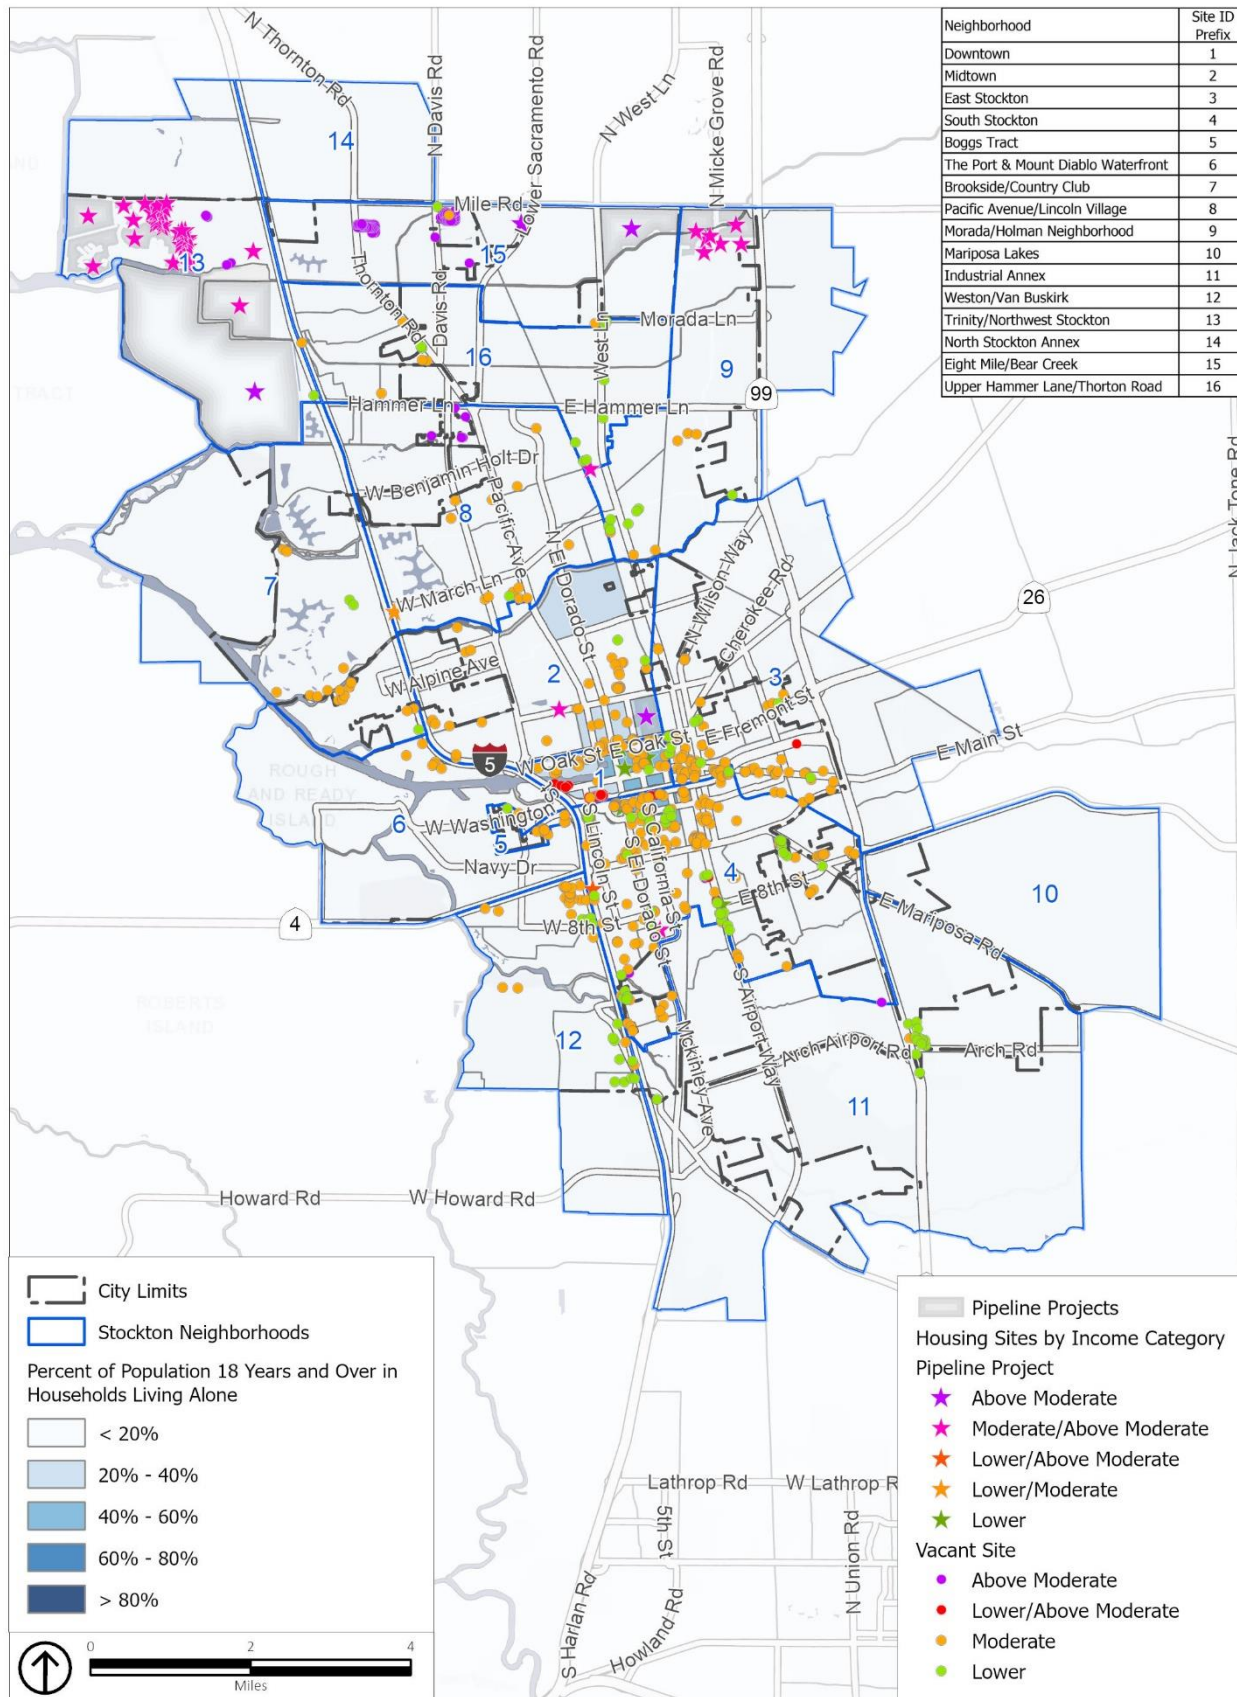 Neighborhood
Site ID
Prefix
Downtown 1
Midtown 2
East Stockton 3
South Stockton 4
Boggs Tract 5
The Port & Mount Diablo Waterfront 6
Brookside/Country Club 7
Pacific Avenue/Lincoln Village 8
Morada/Holman Neighborhood 9
Mariposa Lakes 10
Industrial Annex 11
Weston/Van Buskirk 12
Trinity/Northwest Stockton 13
North Stockton Annex 14
Eight Mile/Bear Creek 15
Upper Hammer Lane/Thorton Road 16
N Thornton Rd
N Davis Rd
Lower Sacramento Rd
N West Ln
N Micke Grove Rd
14
Mile Rd
13
15
Thornton Rd
Davis Rd
16
West Ln
Morada Ln
9
TRACT
Hammer Ln
E Hammer Ln
99
W Benjamin Holt Dr
8
Pacific Ave
N El Dorado St
N Wilson Way
Cherokee Rd
N Jack Tone Rd
7
W March Ln
26
2
3
W Alpine Ave
E Fremont St
W Oak St
E Oak St
E Main St
5
1
ROUGH
AND READY
ISLAND
6
W Washington St
5
S Lincoln St
S California St
S El Dorado St
Navy Dr
4
E 8th St
10
4
W 8th St
E Mariposa Rd
ROBERTS
ISLAND
12
S Airport Way
Mckinley Ave
Arch Airport Rd
Arch Rd
11
Howard Rd
W Howard Rd
Lathrop Rd
W Lathrop R
5th St
N Union Rd
S Harlan Rd
Howland Rd
City Limits
Stockton Neighborhoods
Percent of Population 18 Years and Over in
Households Living Alone
< 20%
20% - 40%
40% - 60%
60% - 80%
> 80%
0 2 4
Miles
Pipeline Projects
Housing Sites by Income Category
Pipeline Project
Above Moderate
Moderate/Above Moderate
Lower/Above Moderate
Lower/Moderate
Lower
Vacant Site
Above Moderate
Lower/Above Moderate
Moderate
Lower